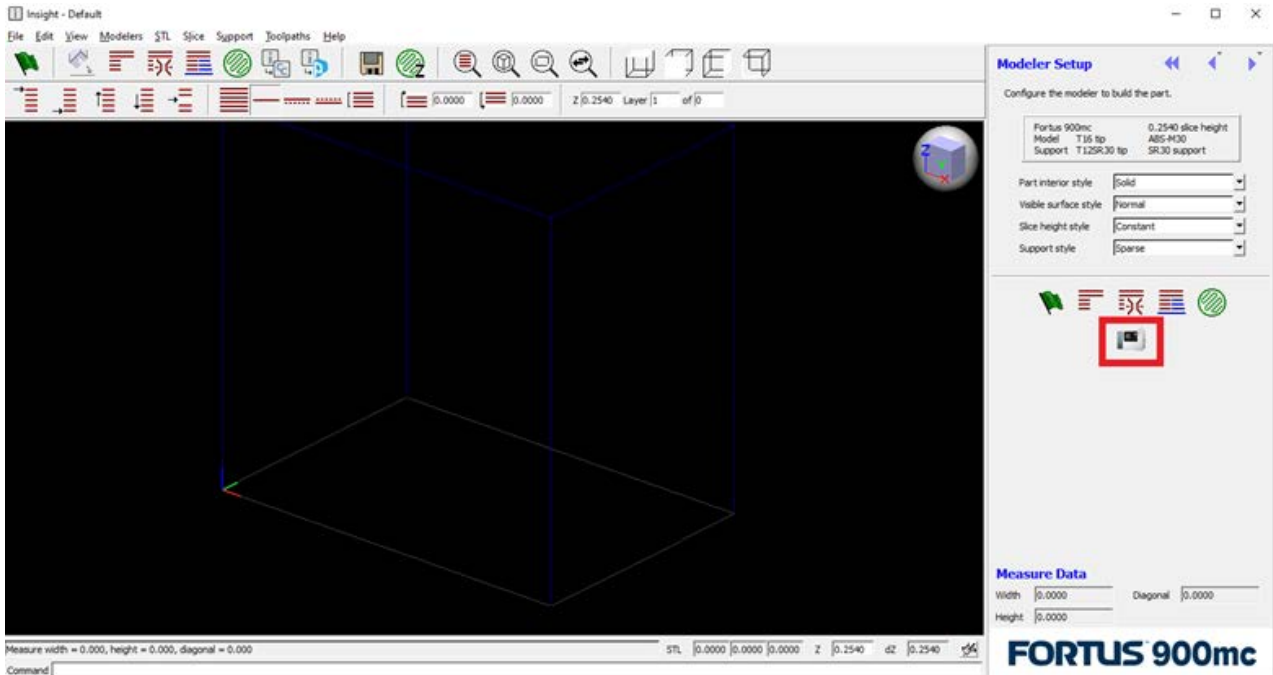 Insight - Default
File Edit View Modelers STL Slice Support Toolpaths Help
0.0000 0.0000 Z 0.2540 Layer 1 of 0
Z
Y
X
Modeler Setup
Configure the modeler to build the part.
Fortus 900mc 0.2540 slice height
Model T16 tip ABS-M30
Support T12SR30 tip SR30 support
Part interior style Solid
Visible surface style Normal
Slice height style Constant
Support style Sparse
Measure Data
Width 0.0000 Diagonal 0.0000
Height 0.0000
Measure width = 0.000, height = 0.000, diagonal = 0.000
STL 0.0000 0.0000 0.0000 Z 0.2540 dZ 0.2540
Command
FORTUS 900mc